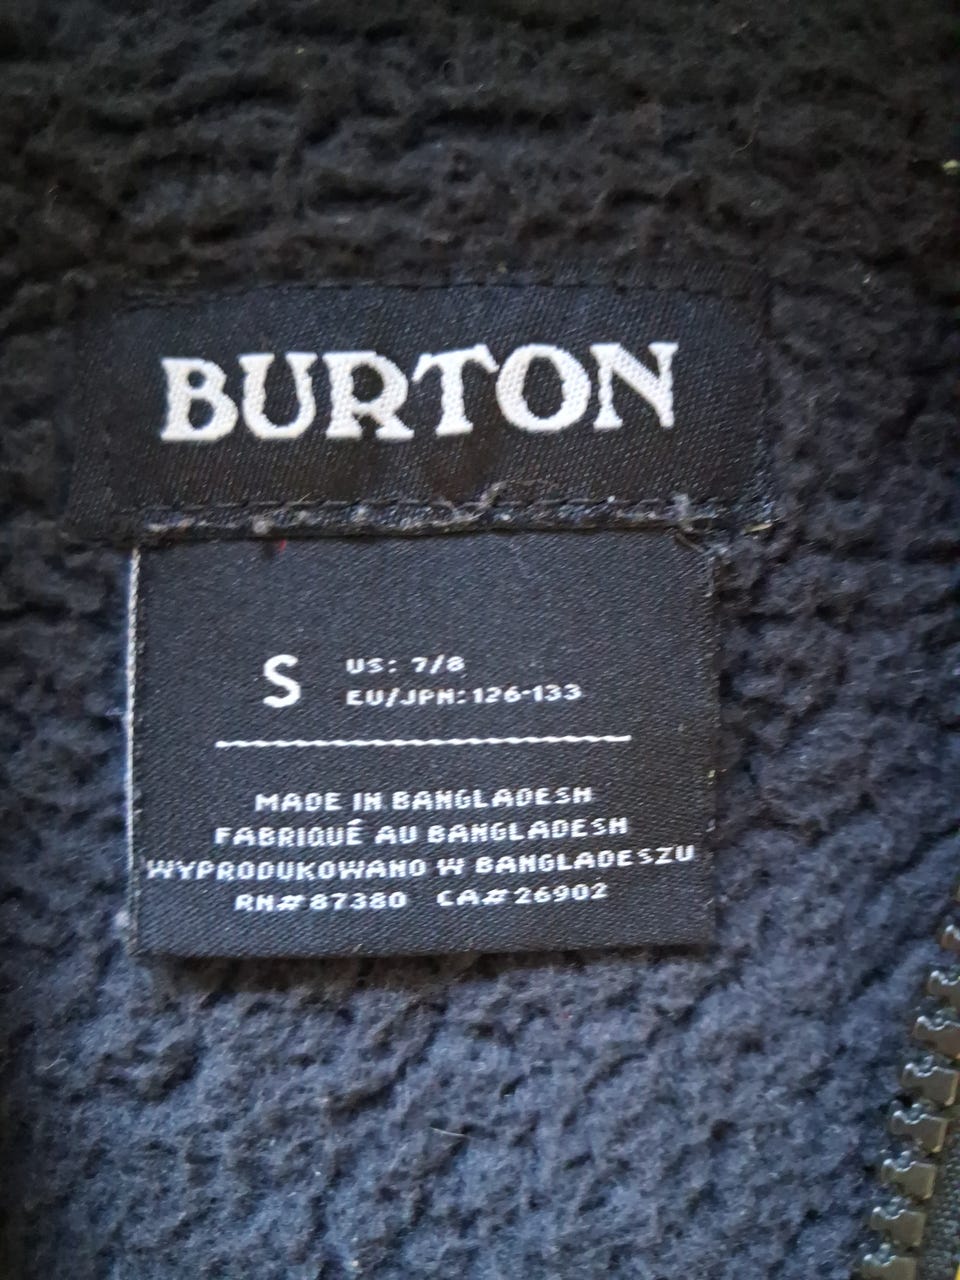 BURTON
S US: 7/8
EU/JPN: 126-133
MADE IN BANGLADESH
FABRIQUÉ AU BANGLADESH
WYPRODUKOWANO W BANGLADESZU
RN#87380 CA#26902